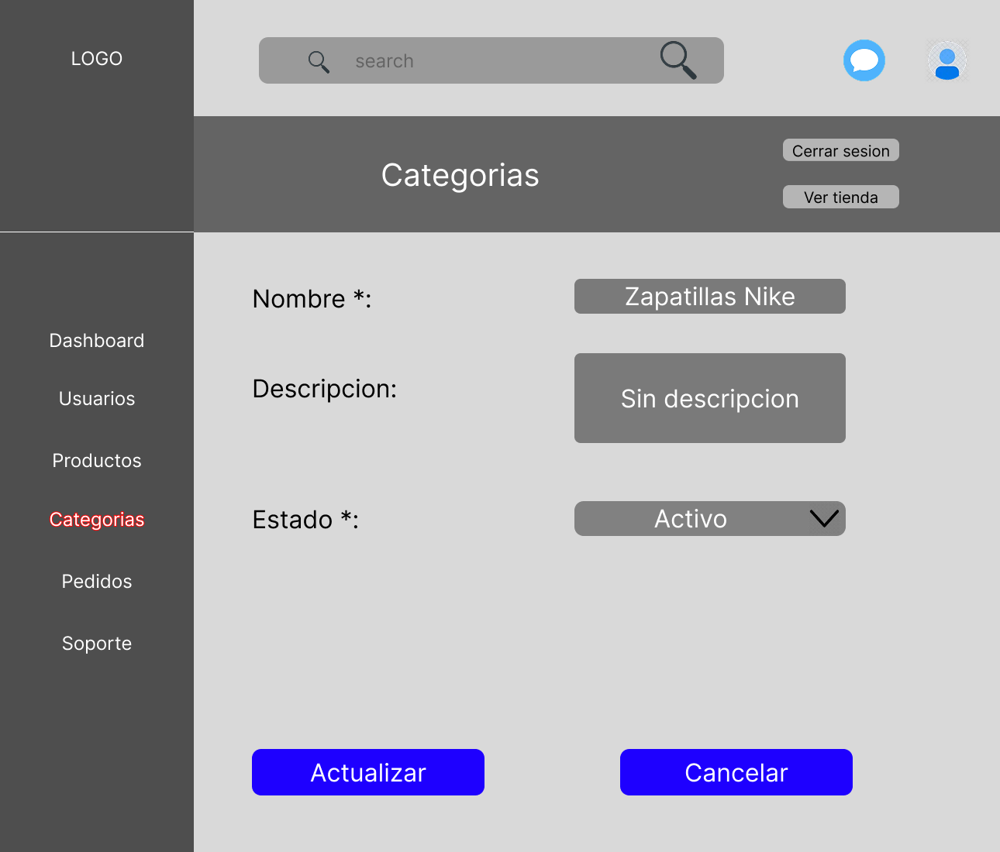 LOGO
search
Categorias
Cerrar sesion
Ver tienda
Dashboard
Usuarios
Productos
Categorias
Pedidos
Soporte
Nombre *:
Zapatillas Nike
Descripcion:
Sin descripcion
Estado *:
Activo
Actualizar
Cancelar